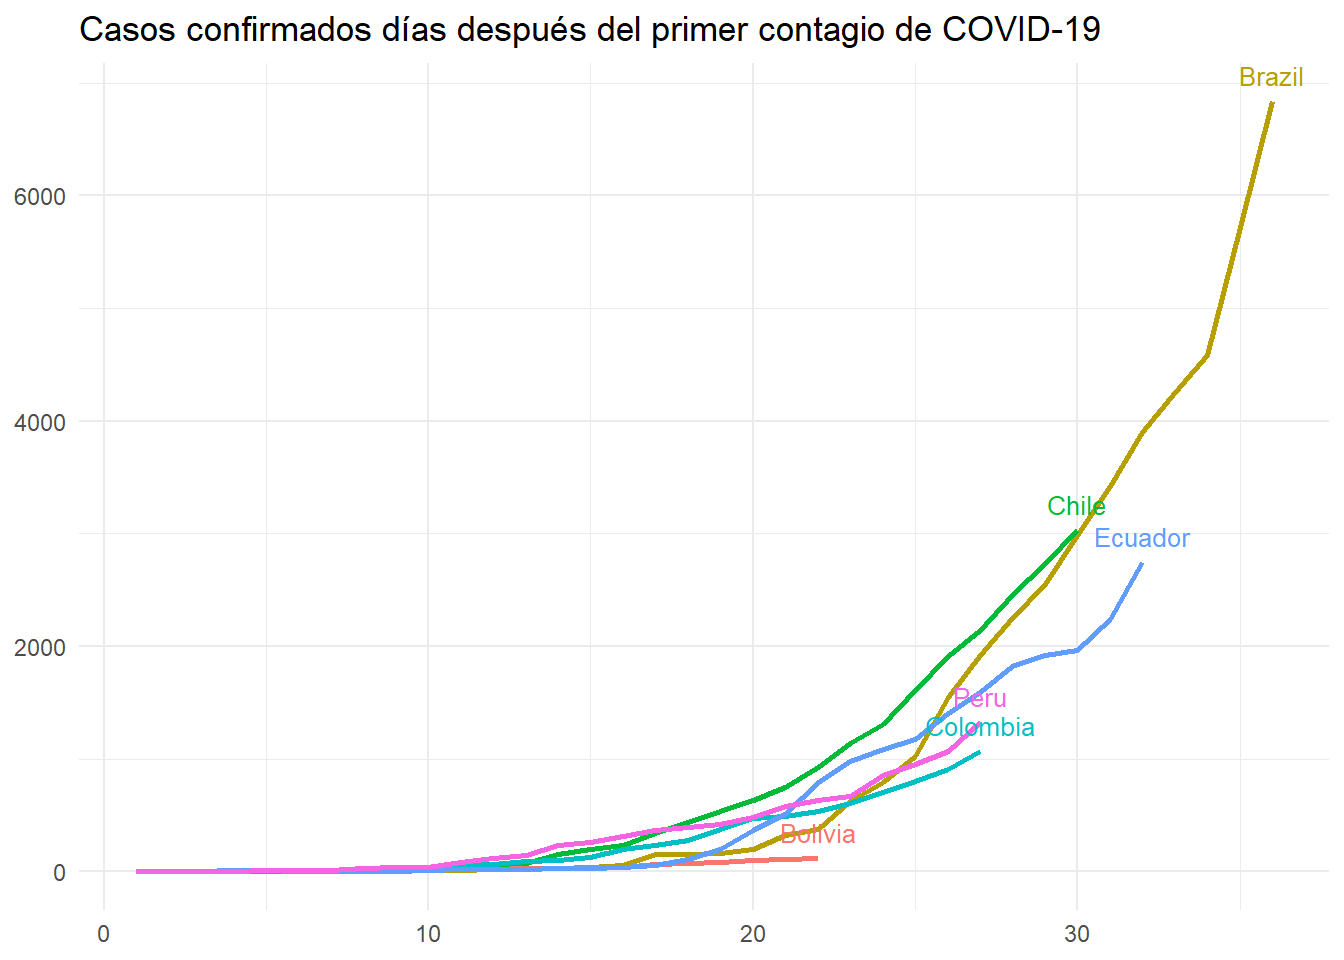 Casos confirmados días después del primer contagio de COVID-19
Brazil
6000
4000
Chile
Ecuador
2000
Peru
Colombia
Bolivia
0
0 10 20 30